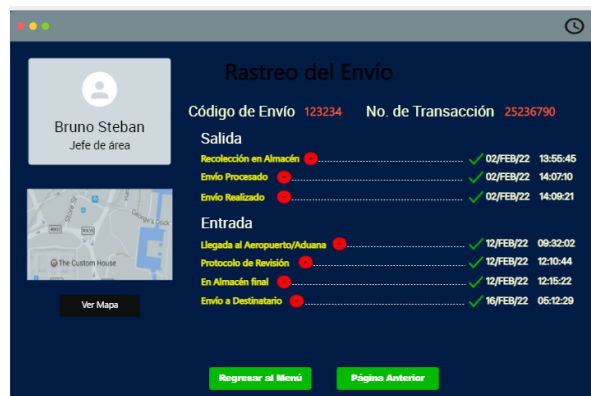 Rastreo del Envío
Código de Envío 123234 No. de Transacción 25236790
Bruno Steban
Jefe de área
Salida
Recolección en Almacén 02/FEB/22 13:55:45
Envío Procesado 02/FEB/22 14:07:10
Envío Realizado 02/FEB/22 14:09:21
Entrada
Llegada al Aeropuerto/Aduana 12/FEB/22 09:32:02
Protocolo de Revisión 12/FEB/22 12:10:44
En Almacén final 12/FEB/22 12:15:22
Envío a Destinatario 16/FEB/22 05:12:29
George's Dock
The Custom House
Ver Mapa
Regresar al Menú
Página Anterior